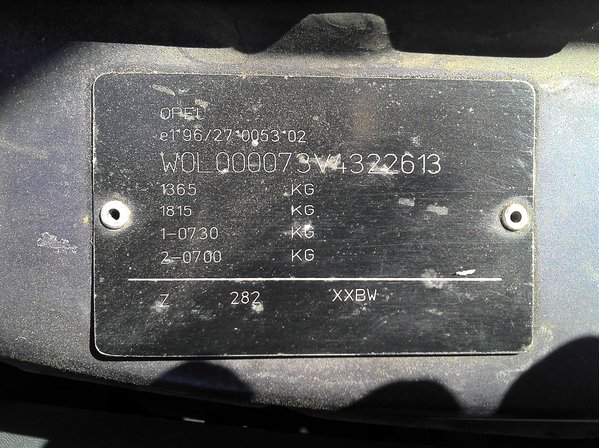 OPEL
e1*96/27*0053*02
W0L000073V4322613
1365 KG
1815 KG
1-0730 KG
2-0700 KG
Z 282 XXBW